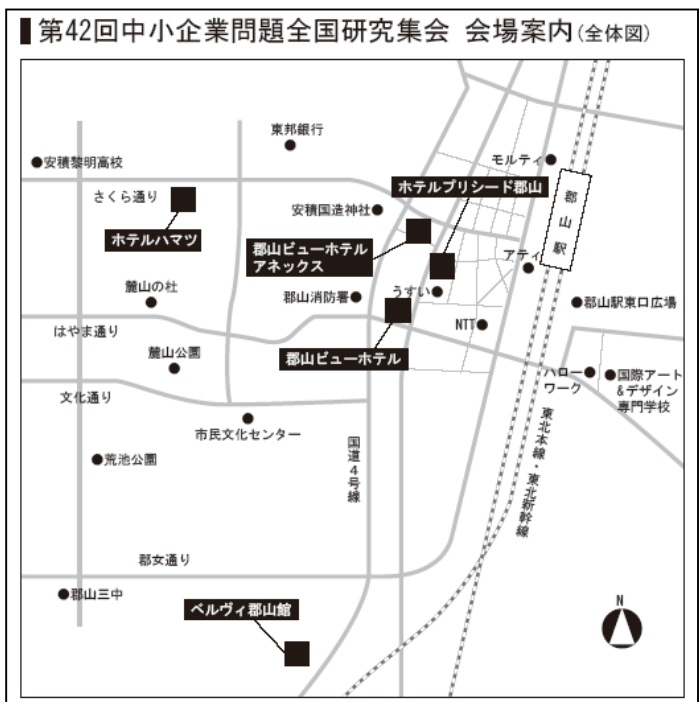 第42回中小企業問題全国研究集会 会場案内(全体図)
東邦銀行
安積黎明高校
モルティ
さくら通り
ホテルプリシード郡山
安積国造神社
ホテルハマツ
郡山ビューホテル
アネックス
郡山駅
アティ
麓山の杜
郡山消防署
うすい
郡山駅東口広場
はやま通り
NTT
麓山公園
郡山ビューホテル
ハロー
ワーク
国際アート
&デザイン
専門学校
文化通り
市民文化センター
荒池公園
国道4号線
東北本線・東北新幹線
郡女通り
郡山三中
ベルヴィ郡山館
N